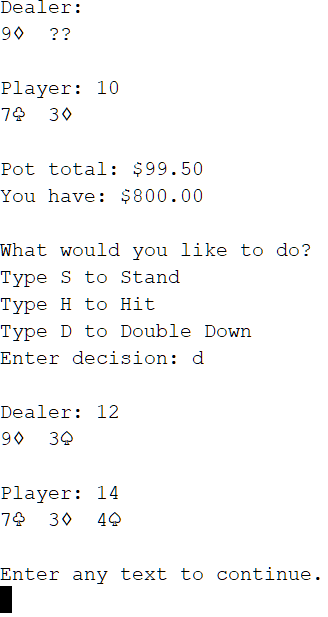 Dealer:
9♢ ??
Player: 10
7♧ 3♢
Pot total: $99.50
You have: $800.00
What would you like to do?
Type S to Stand
Type H to Hit
Type D to Double Down
Enter decision: d
Dealer: 12
9♢ 3♤
Player: 14
7♧ 3♢ 4♤
Enter any text to continue.